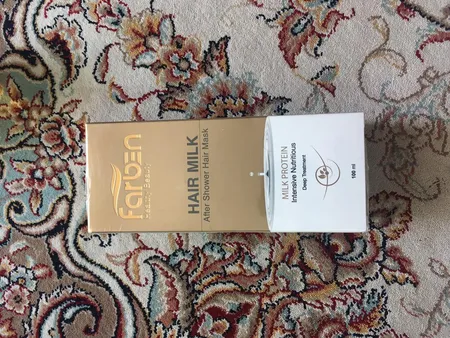 farben
HAIR MILK
After Shower Hair Mask
MILK PROTEIN
Intensive Nutritious
Deep Treatment
100 ml